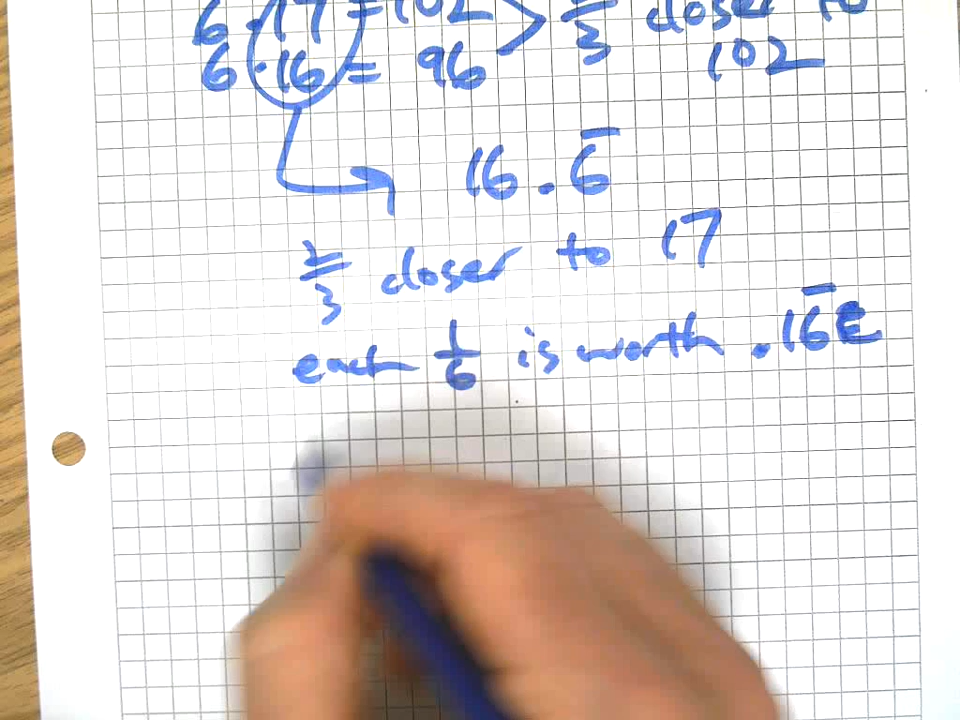 6·17 = 102 > 2/3 closer to
6·16 = 96 102
16.6̅
2/3 closer to 17
each 1/6 is worth .16̅